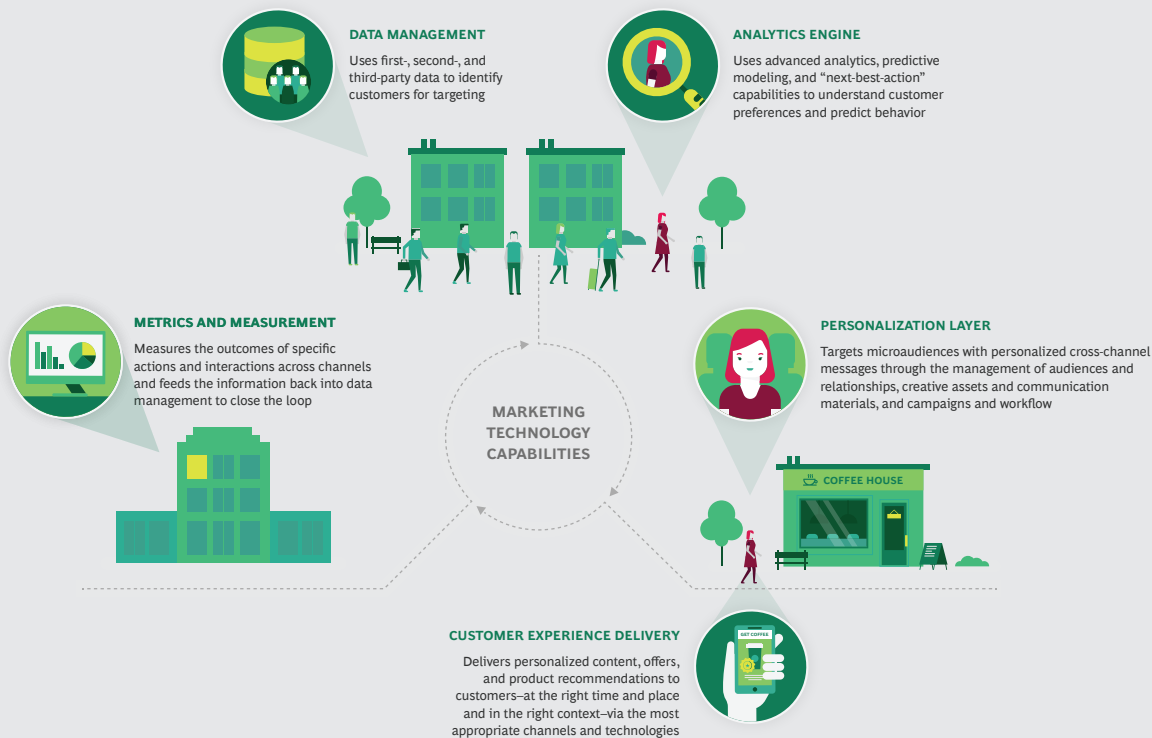 DATA MANAGEMENT
Uses first-, second-, and
third-party data to identify
customers for targeting
ANALYTICS ENGINE
Uses advanced analytics, predictive
modeling, and “next-best-action”
capabilities to understand customer
preferences and predict behavior
METRICS AND MEASUREMENT
Measures the outcomes of specific
actions and interactions across channels
and feeds the information back into data
management to close the loop
MARKETING
TECHNOLOGY
CAPABILITIES
PERSONALIZATION LAYER
Targets microaudiences with personalized cross-channel
messages through the management of audiences and
relationships, creative assets and communication
materials, and campaigns and workflow
COFFEE HOUSE
CUSTOMER EXPERIENCE DELIVERY
Delivers personalized content, offers,
and product recommendations to
customers–at the right time and place
and in the right context–via the most
appropriate channels and technologies
GET COFFEE